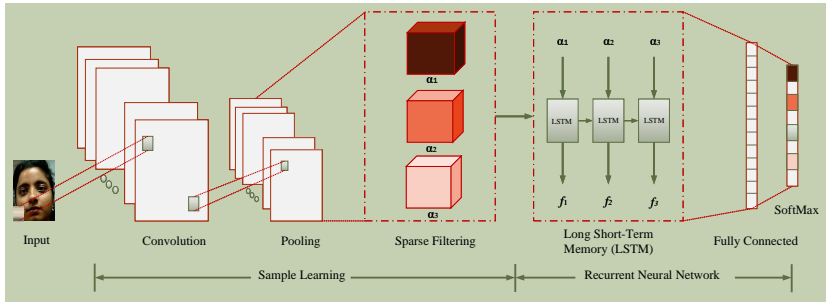 α₁
α₂
α₃
α₁ α₂ α₃
LSTM LSTM LSTM
f₁ f₂ f₃
Input
Convolution
Pooling
Sparse Filtering
Long Short-Term
Memory (LSTM)
Fully Connected
SoftMax
Sample Learning
Recurrent Neural Network